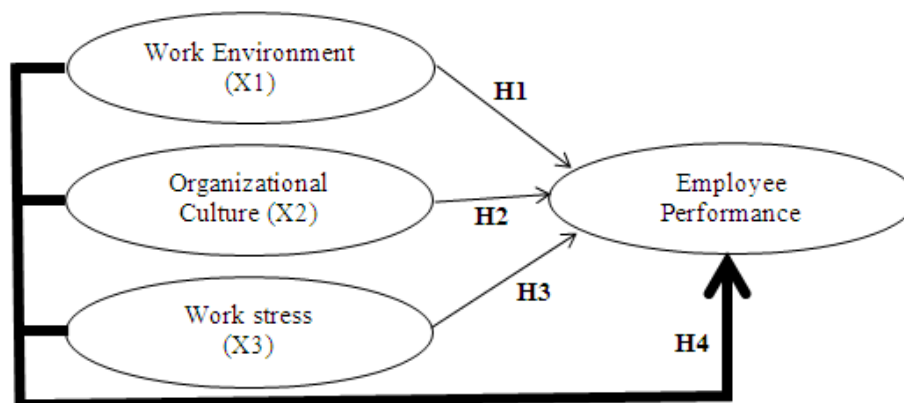 Work Environment
(X1)
H1
Organizational
Culture (X2)
H2
Employee
Performance
Work stress
(X3)
H3
H4